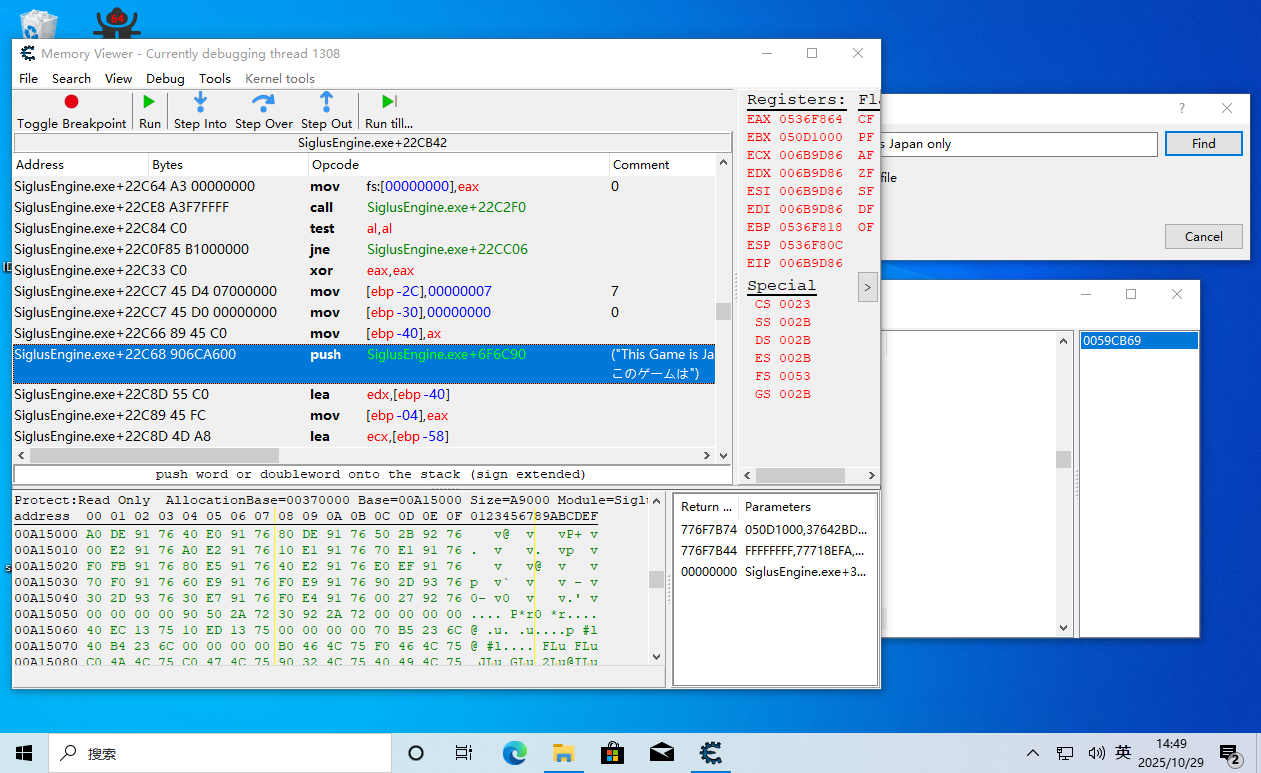 64
Memory Viewer - Currently debugging thread 1308
File Search View Debug Tools Kernel tools
Toggle Breakpoint Run Step Into Step Over Step Out Run till...
SiglusEngine.exe+22CB42
Address Bytes Opcode Comment
SiglusEngine.exe+22C64 A3 00000000 mov fs:[00000000],eax 0
SiglusEngine.exe+22CE8 A3F7FFFF call SiglusEngine.exe+22C2F0
SiglusEngine.exe+22C84 C0 test al,al
SiglusEngine.exe+22C0F85 B1000000 jne SiglusEngine.exe+22CC06
SiglusEngine.exe+22C33 C0 xor eax,eax
SiglusEngine.exe+22CC7 45 D4 07000000 mov [ebp-2C],00000007 7
SiglusEngine.exe+22CC7 45 D0 00000000 mov [ebp-30],00000000 0
SiglusEngine.exe+22C66 89 45 C0 mov [ebp-40],ax
SiglusEngine.exe+22C68 906CA600 push SiglusEngine.exe+6F6C90 ("This Game is Ja
このゲームは")
SiglusEngine.exe+22C8D 55 C0 lea edx,[ebp-40]
SiglusEngine.exe+22C89 45 FC mov [ebp-04],eax
SiglusEngine.exe+22C8D 4D A8 lea ecx,[ebp-58]
push word or doubleword onto the stack (sign extended)
Registers: Fla
EAX 0536F864 CF
EBX 050D1000 PF
ECX 006B9D86 AF
EDX 006B9D86 ZF
ESI 006B9D86 SF
EDI 006B9D86 DF
EBP 0536F818 OF
ESP 0536F80C
EIP 006B9D86
Special
>
CS 0023
SS 002B
DS 002B
ES 002B
FS 0053
GS 002B
Protect:Read Only AllocationBase=00370000 Base=00A15000 Size=A9000 Module=Siglu
address 00 01 02 03 04 05 06 07 08 09 0A 0B 0C 0D 0E 0F 0123456789ABCDEF
00A15000 A0 DE 91 76 40 E0 91 76 80 DE 91 76 50 2B 92 76 v@ v vP+ v
00A15010 00 E2 91 76 A0 E2 91 76 10 E1 91 76 70 E1 91 76 . v v. vp v
00A15020 F0 FB 91 76 80 E5 91 76 40 E2 91 76 E0 EF 91 76 v v@ v v
00A15030 70 F0 91 76 60 E9 91 76 F0 E9 91 76 90 2D 93 76 p v` v v - v
00A15040 30 2D 93 76 30 E7 91 76 F0 E4 91 76 00 27 92 76 0- v0 v v.' v
00A15050 00 00 00 00 90 50 2A 72 30 92 2A 72 00 00 00 00 .... P*r0 *r....
00A15060 40 EC 13 75 10 ED 13 75 00 00 00 00 70 B5 23 6C @ .u. .u....p #l
00A15070 40 B4 23 6C 00 00 00 00 B0 46 4C 75 F0 46 4C 75 @ #l.... FLu FLu
00A15080 C0 4A 4C 75 C0 47 4C 75 90 32 4C 75 40 49 4C 75 JLu GLu 2Lu@ILu
Return ... Parameters
776F7B74 050D1000,37642BD...
776F7B44 FFFFFFFF,77718EFA,...
00000000 SiglusEngine.exe+3...
?
s Japan only Find
file
Cancel
0059CB69
搜索
英
14:49
2025/10/29
2